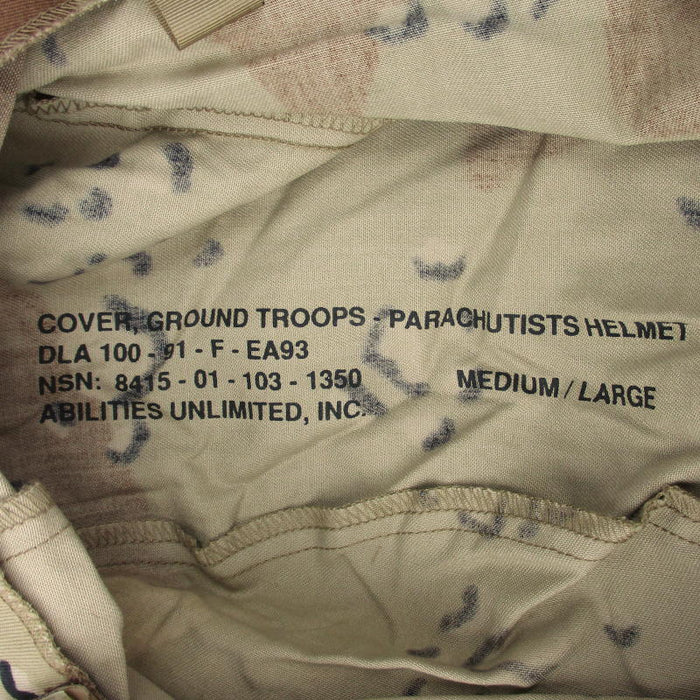 COVER, GROUND TROOPS - PARACHUTISTS HELMET
DLA 100 - 91 - F - EA93
NSN: 8415 - 01 - 103 - 1350 MEDIUM / LARGE
ABILITIES UNLIMITED, INC.